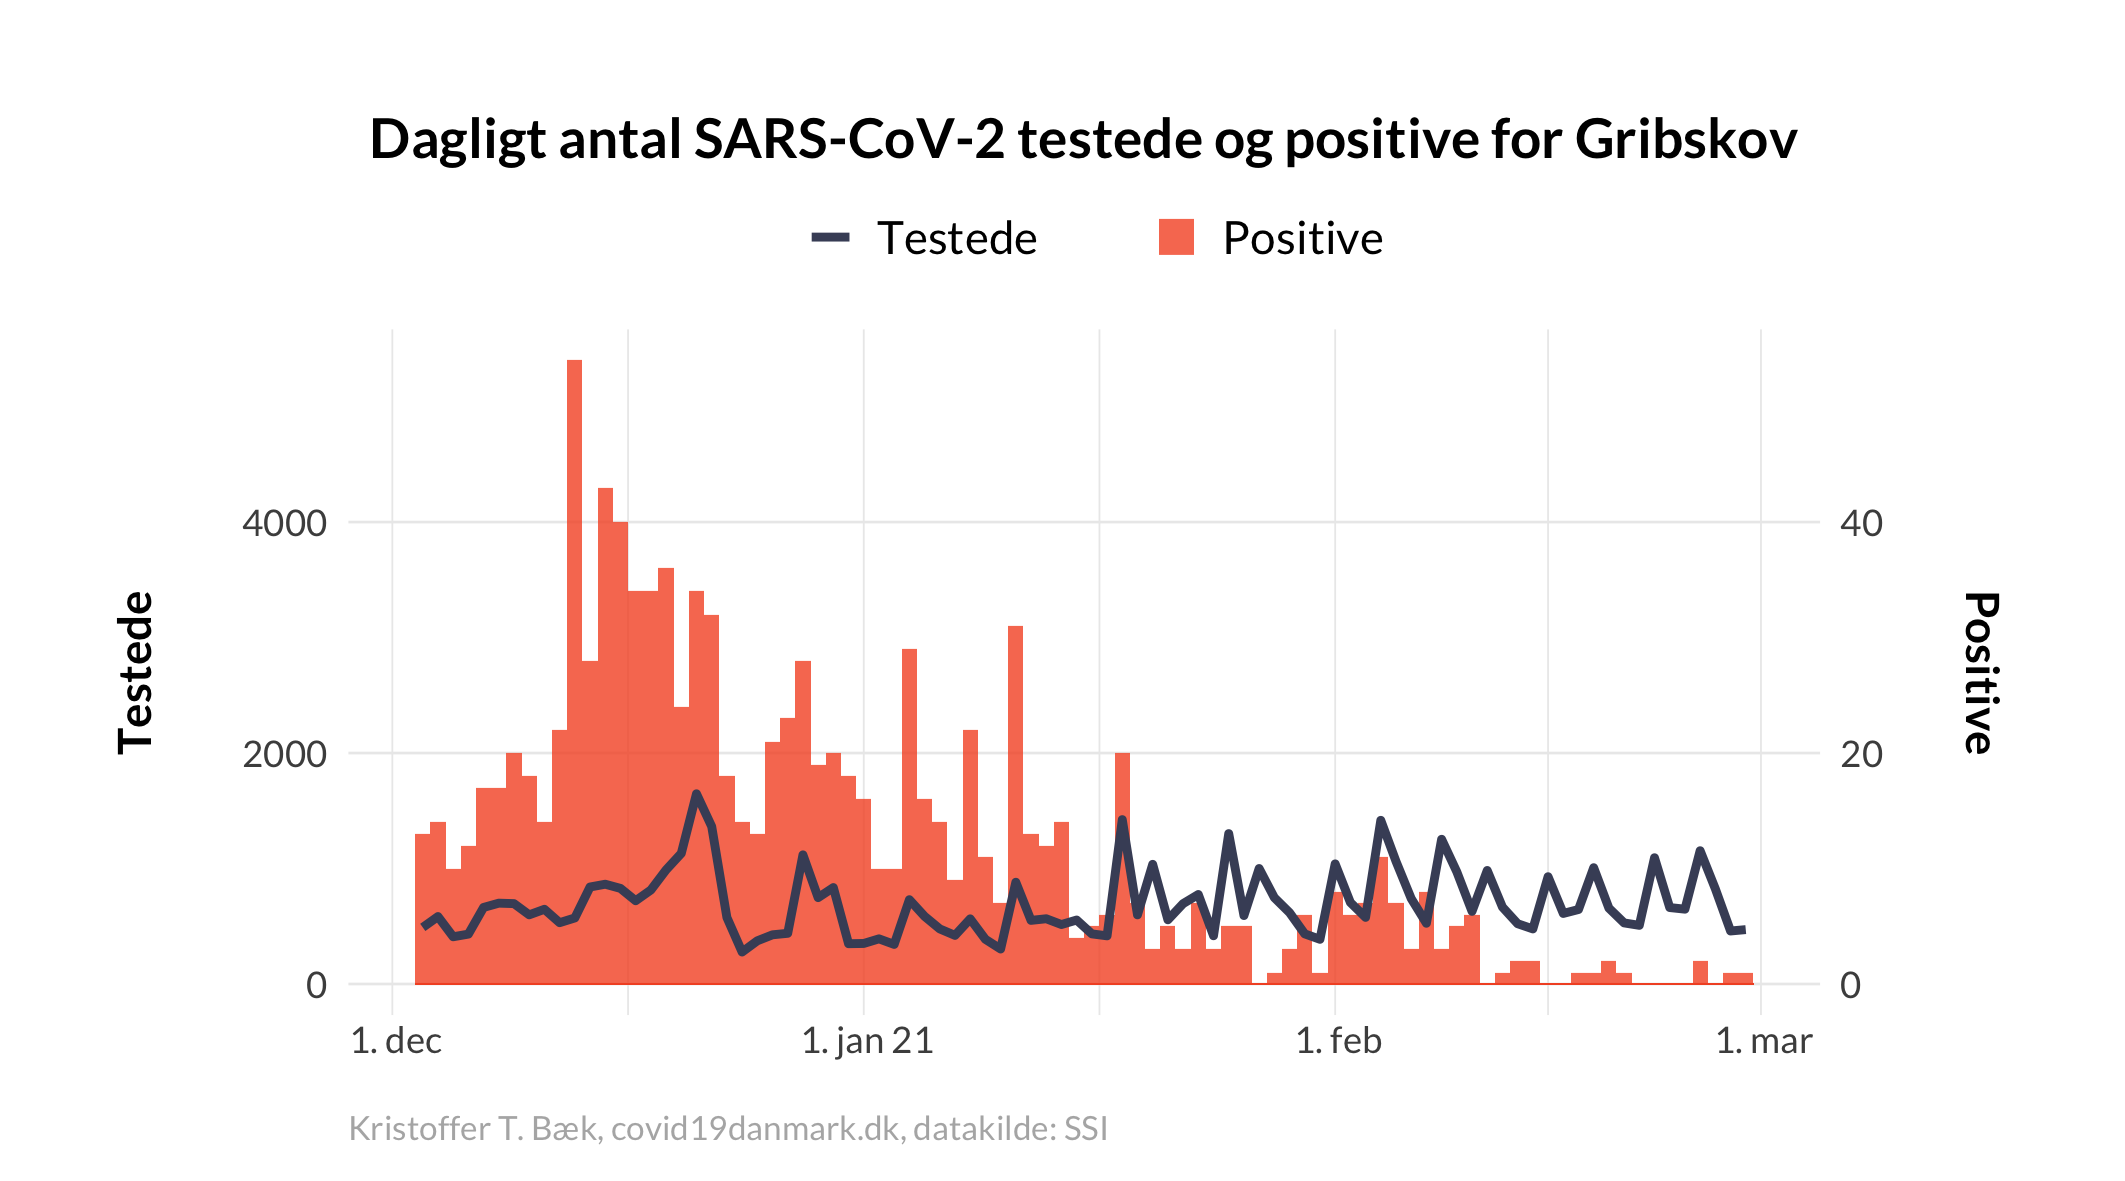 Dagligt antal SARS-CoV-2 testede og positive for Gribskov
Testede Positive
4000 40
2000 20
0 0
Testede
Positive
1. dec 1. jan 21 1. feb 1. mar
Kristoffer T. Bæk, covid19danmark.dk, datakilde: SSI